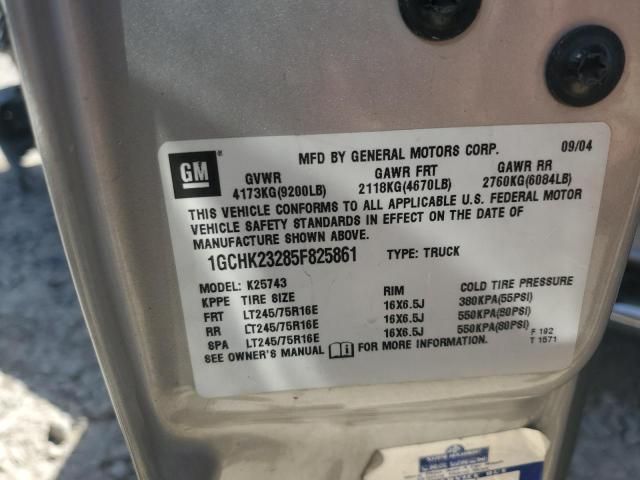 MFD BY GENERAL MOTORS CORP. 09/04
GM
GVWR GAWR FRT GAWR RR
4173KG(9200LB) 2118KG(4670LB) 2760KG(6084LB)
THIS VEHICLE CONFORMS TO ALL APPLICABLE U.S. FEDERAL MOTOR
VEHICLE SAFETY STANDARDS IN EFFECT ON THE DATE OF
MANUFACTURE SHOWN ABOVE.
1GCHK23285F825861 TYPE: TRUCK
MODEL: K25743
KPPE TIRE SIZE RIM COLD TIRE PRESSURE
FRT LT245/75R16E 16X6.5J 380KPA(55PSI)
RR LT245/75R16E 16X6.5J 550KPA(80PSI)
SPA LT245/75R16E 16X6.5J 550KPA(80PSI)
SEE OWNER'S MANUAL FOR MORE INFORMATION. F 192
T 1571